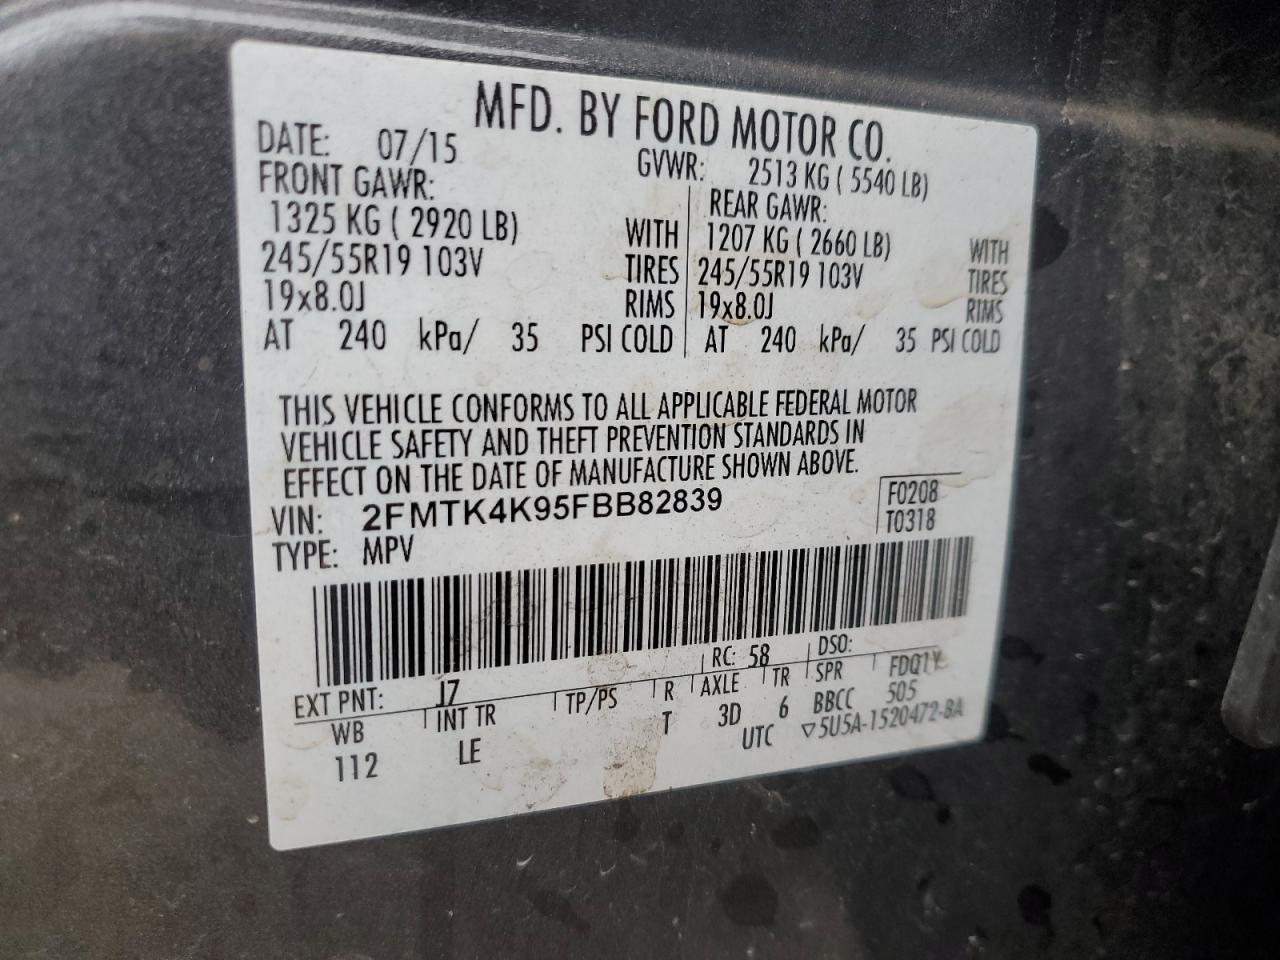 MFD. BY FORD MOTOR CO.
DATE: 07/15 GVWR: 2513 KG ( 5540 LB)
FRONT GAWR: REAR GAWR:
1325 KG ( 2920 LB) WITH 1207 KG ( 2660 LB) WITH
245/55R19 103V TIRES 245/55R19 103V TIRES
19x8.0J RIMS 19x8.0J RIMS
AT 240 kPa/ 35 PSI COLD AT 240 kPa/ 35 PSI COLD
THIS VEHICLE CONFORMS TO ALL APPLICABLE FEDERAL MOTOR
VEHICLE SAFETY AND THEFT PREVENTION STANDARDS IN
EFFECT ON THE DATE OF MANUFACTURE SHOWN ABOVE.
VIN: 2FMTK4K95FBB82839 F0208
TYPE: MPV T0318
EXT PNT: J7 RC: 58 DSO: FDQ1Y
WB INT TR TP/PS R AXLE TR SPR 505
112 LE T 3D 6 BBCC
UTC ▽5U5A-1520472-BA